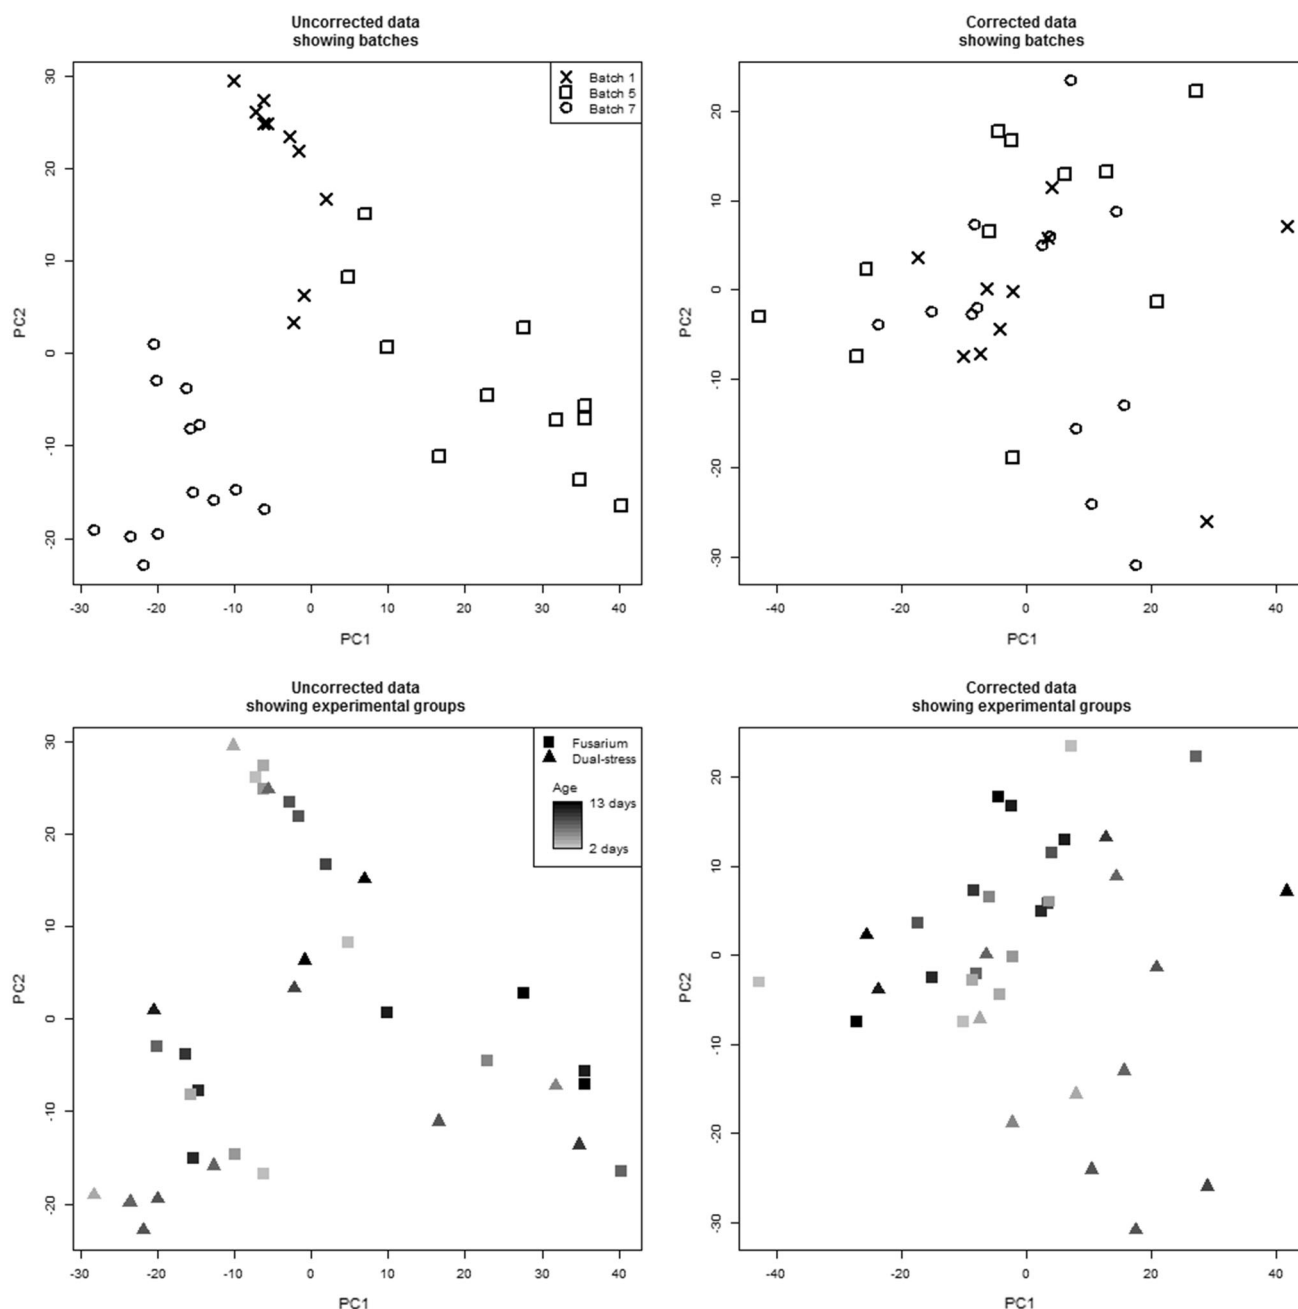 Uncorrected data
showing batches
30
20
10
0
-10
-20
PC2
Batch 1
Batch 5
Batch 7
-30 -20 -10 0 10 20 30 40
PC1
Corrected data
showing batches
20
10
0
-10
-20
-30
PC2
-40 -20 0 20 40
PC1
Uncorrected data
showing experimental groups
30
20
10
0
-10
-20
PC2
Fusarium
Dual-stress
Age
13 days
2 days
-30 -20 -10 0 10 20 30 40
PC1
Corrected data
showing experimental groups
20
10
0
-10
-20
-30
PC2
-40 -20 0 20 40
PC1